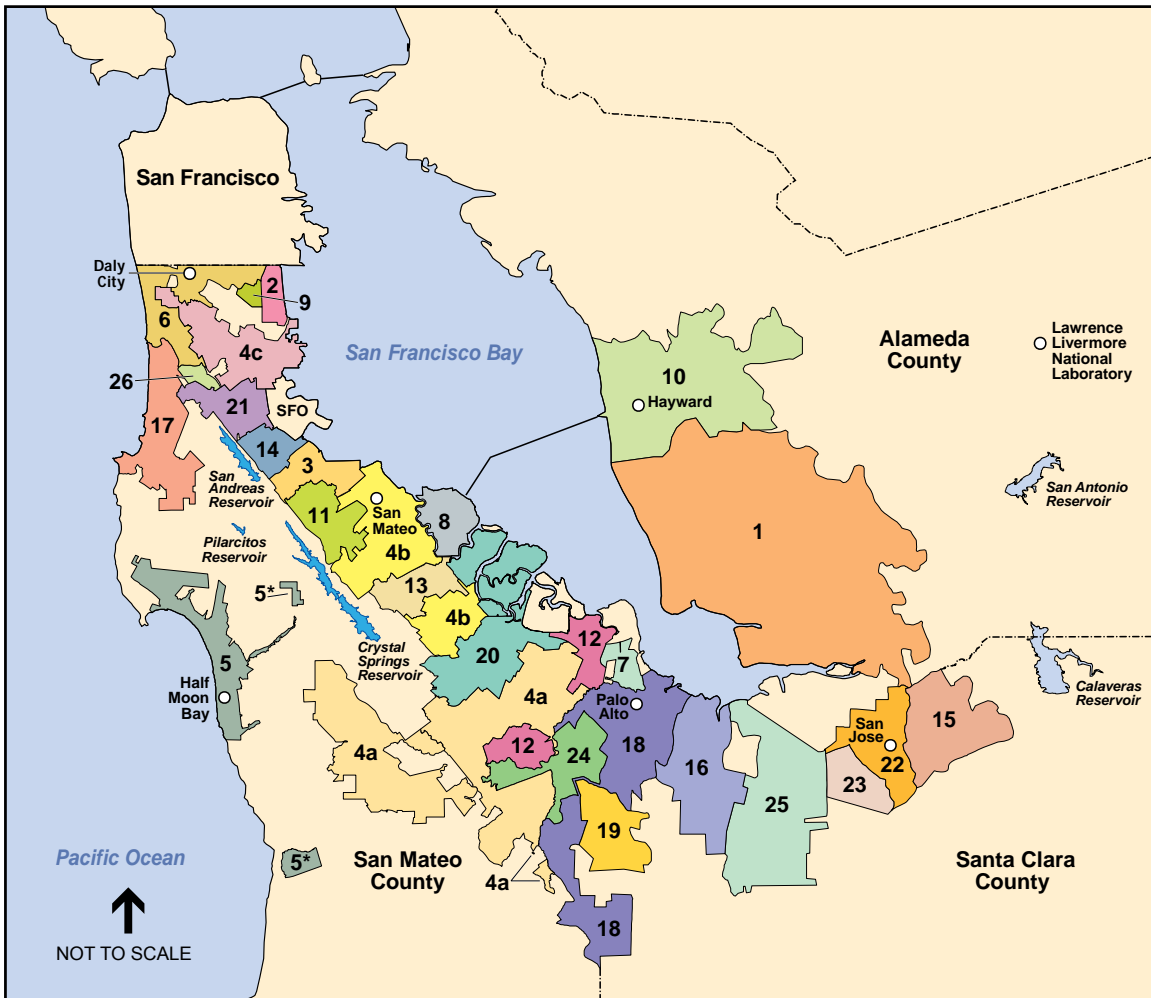 San Francisco
Daly
City
2
9
6
4c
San Francisco Bay
Alameda
County
Lawrence
Livermore
National
Laboratory
26
10
Hayward
21
SFO
17
14
3
San
Andreas
Reservoir
11
San
Mateo
8
San Antonio
Reservoir
1
Pilarcitos
Reservoir
4b
13
5*
4b
12
Crystal
Springs
Reservoir
20
7
5
Half
Moon
Bay
4a
Palo
Alto
Calaveras
Reservoir
15
San
Jose
4a
12
24
18
16
22
23
25
19
Pacific Ocean
5*
San Mateo
County
4a
Santa Clara
County
18
NOT TO SCALE